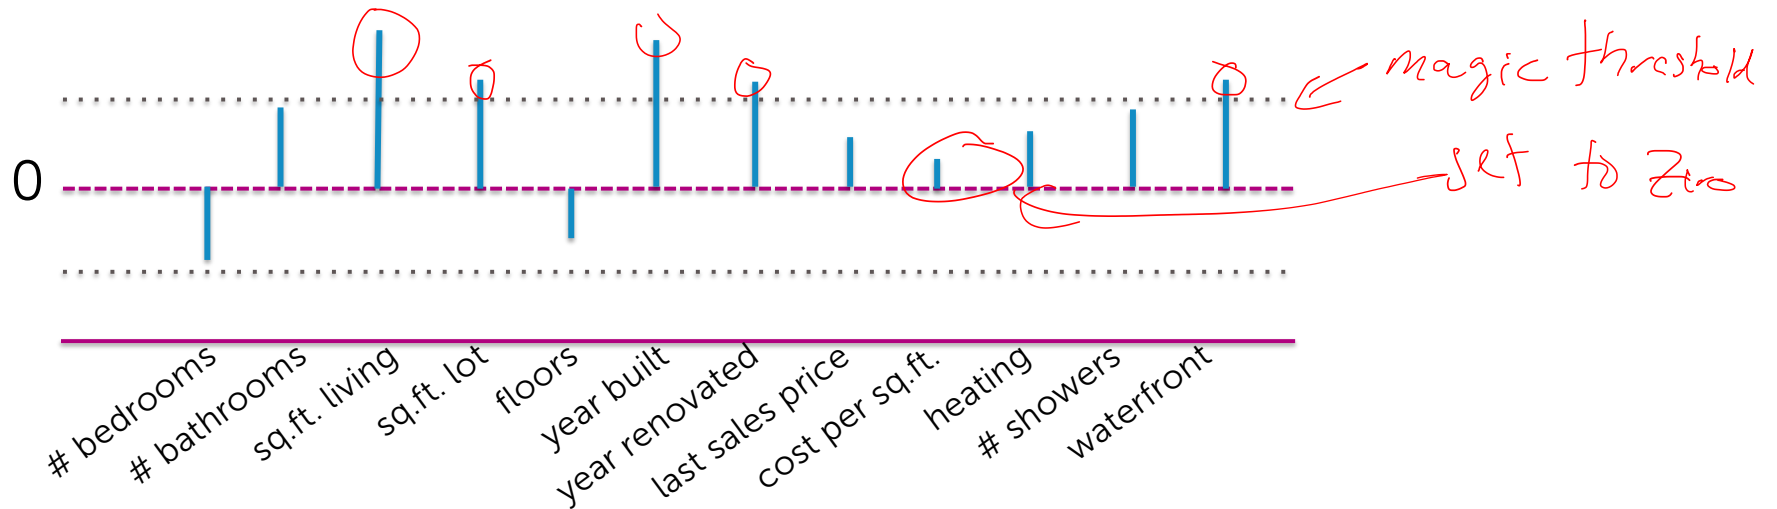 magic threshold
0
set to zero
# bedrooms
# bathrooms
sq.ft. living
sq.ft. lot
floors
year built
year renovated
last sales price
cost per sq.ft.
heating
# showers
waterfront